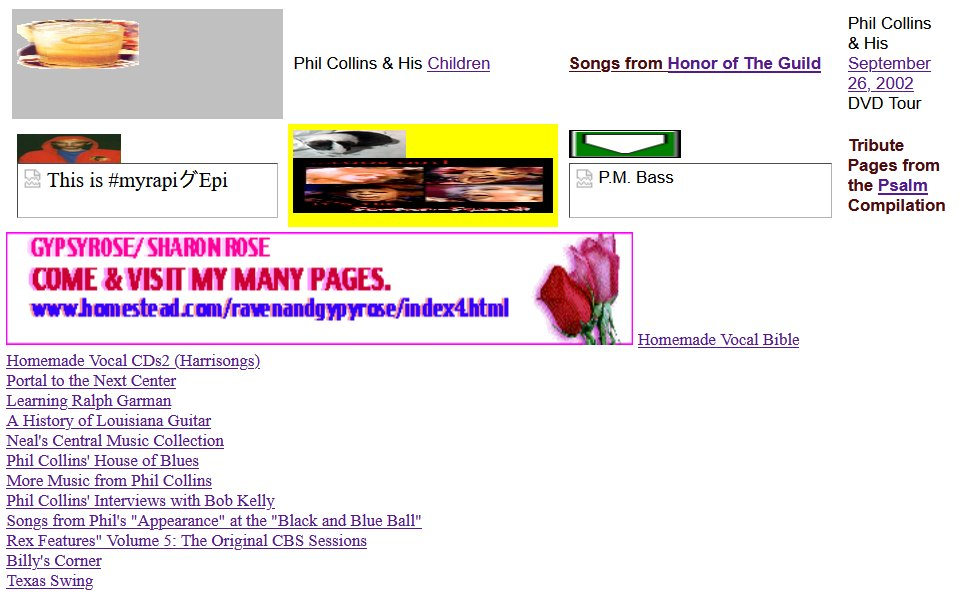 Phil Collins & His Children
Songs from Honor of The Guild
Phil Collins
& His
September
26, 2002
DVD Tour
This is #myrapiグEpi
P.M. Bass
Tribute
Pages from
the Psalm
Compilation
GYPSYROSE/ SHARON ROSE
COME & VISIT MY MANY PAGES.
www.homestead.com/ravenandgypyrose/index4.html
Homemade Vocal Bible
Homemade Vocal CDs2 (Harrisongs)
Portal to the Next Center
Learning Ralph Garman
A History of Louisiana Guitar
Neal's Central Music Collection
Phil Collins' House of Blues
More Music from Phil Collins
Phil Collins' Interviews with Bob Kelly
Songs from Phil's "Appearance" at the "Black and Blue Ball"
Rex Features" Volume 5: The Original CBS Sessions
Billy's Corner
Texas Swing